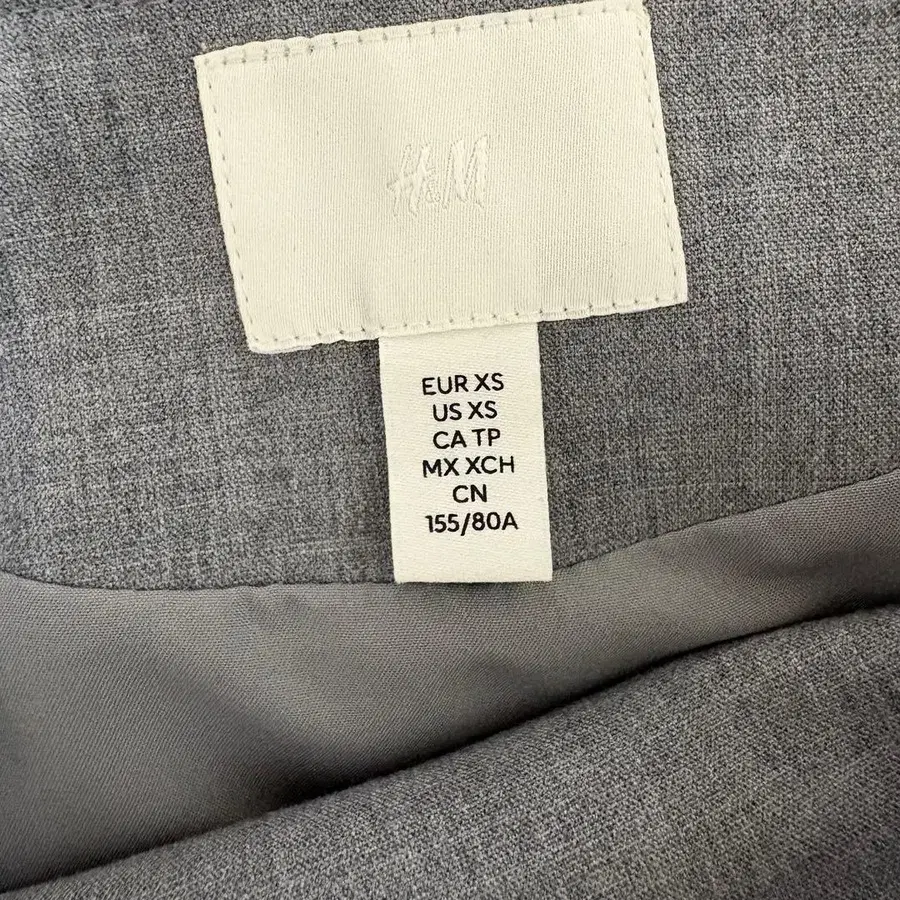 H&M
EUR XS
US XS
CA TP
MX XCH
CN
155/80A